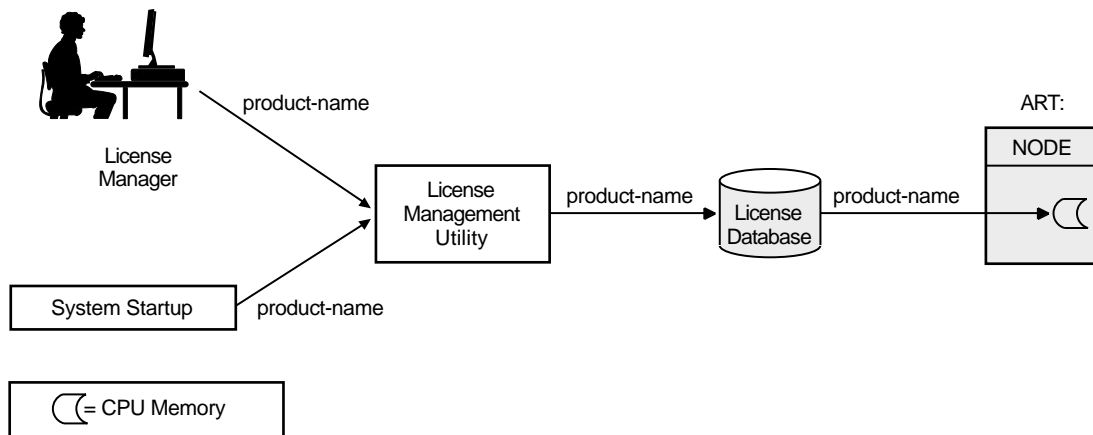 product-name
ART:
License
Manager
NODE
License
Management
Utility
product-name
License
Database
product-name
System Startup
product-name
= CPU Memory